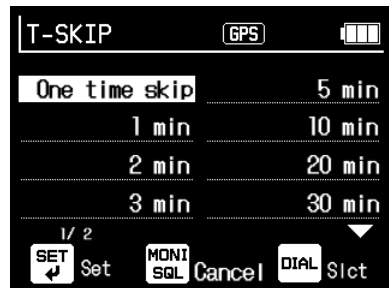 T-SKIP GPS
One time skip 5 min
1 min 10 min
2 min 20 min
3 min 30 min
1/ 2
SET Set MONI SQL Cancel DIAL Slct